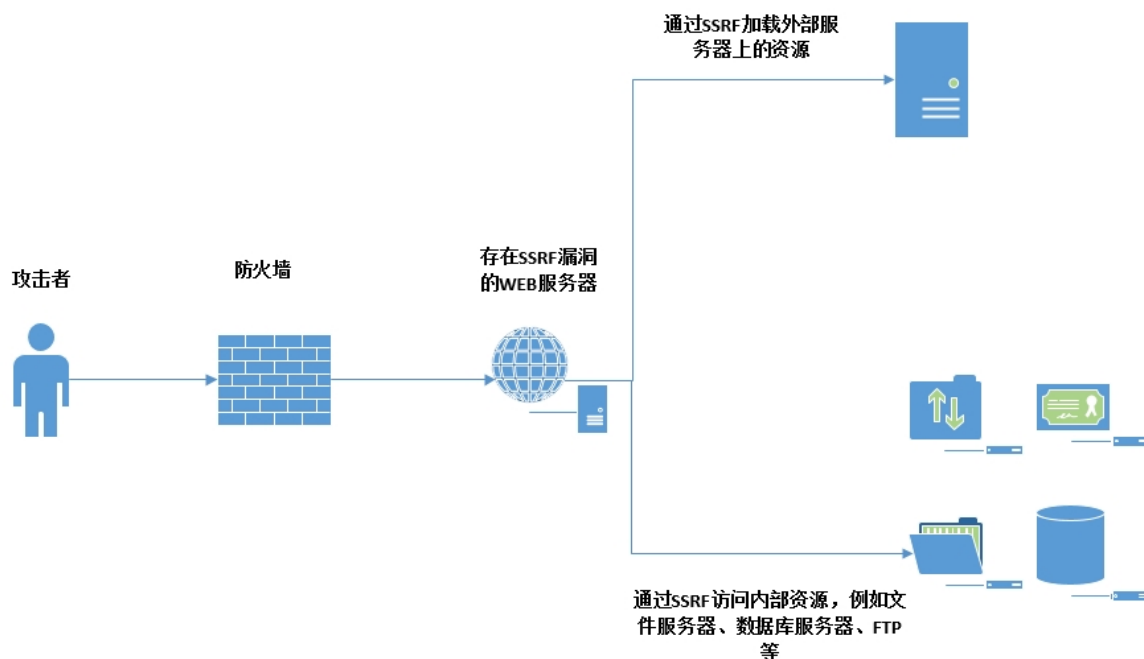 通过SSRF加载外部服
务器上的资源
攻击者
防火墙
存在SSRF漏洞
的WEB服务器
通过SSRF访问内部资源，例如文
件服务器、数据库服务器、FTP
等